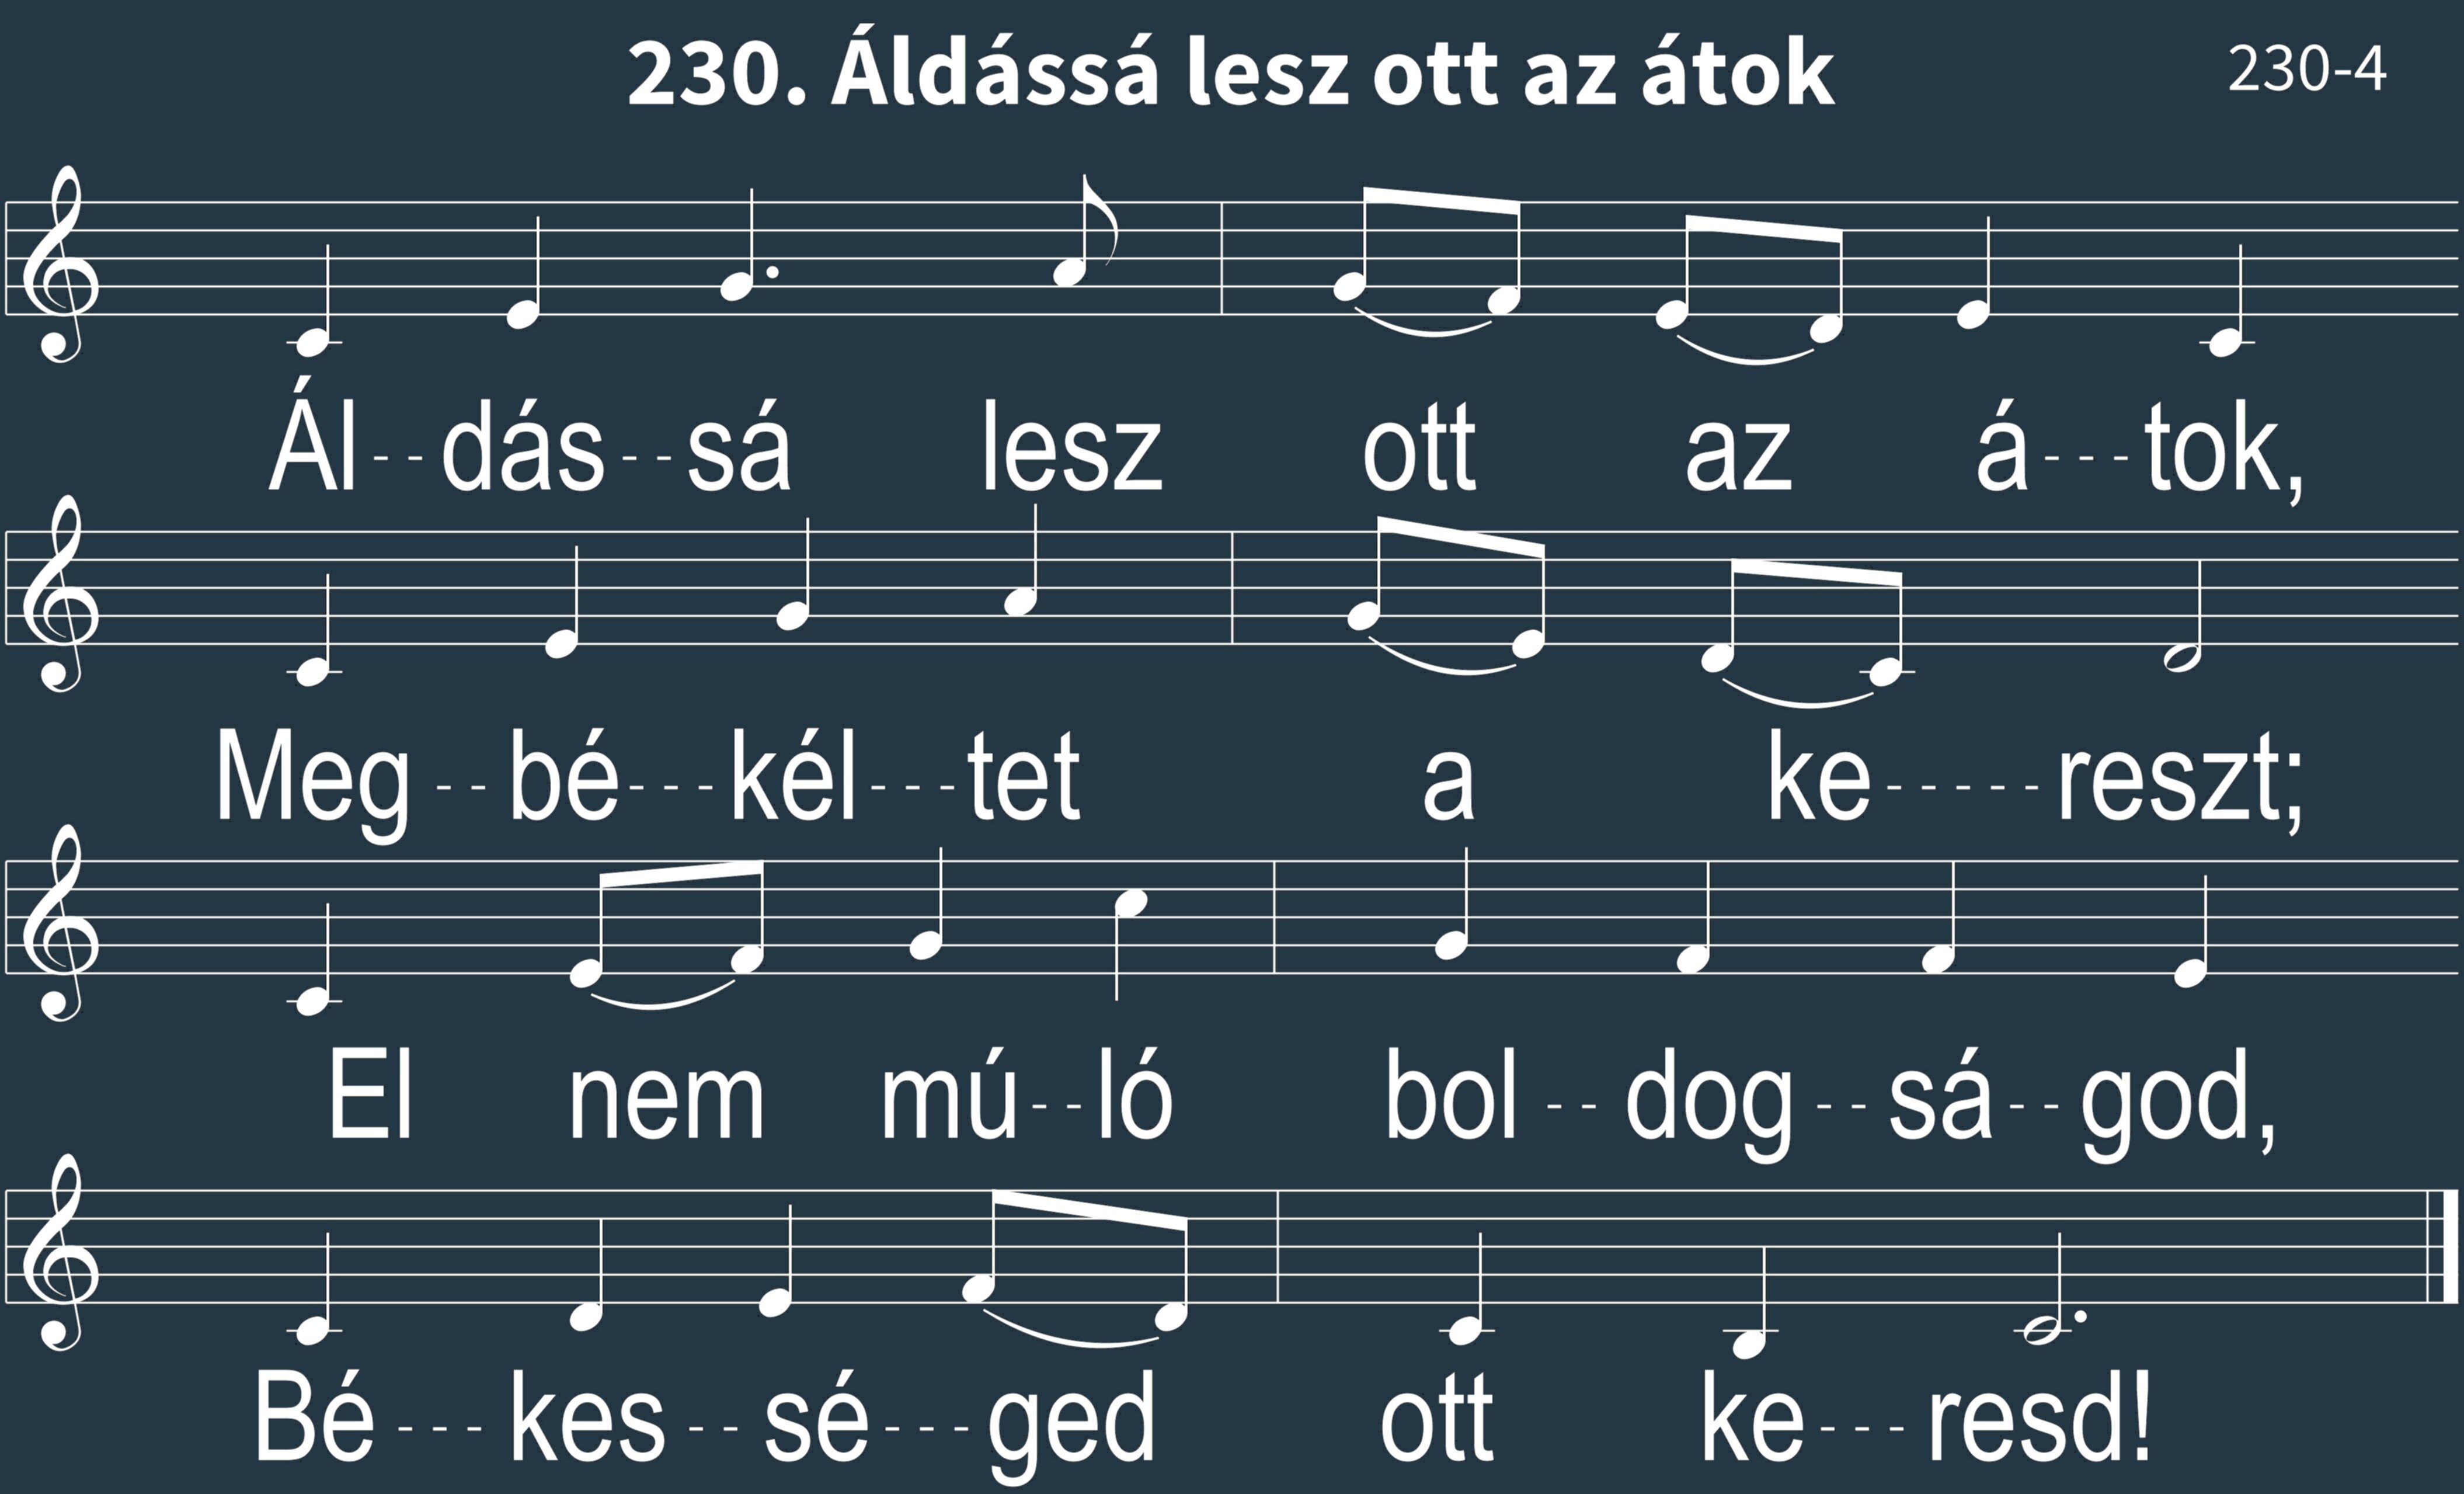 230. Áldássá lesz ott az átok 230-4
Ál--dás--sá lesz ott az á---tok,
Meg--bé---kél---tet a ke-----reszt;
El nem mú--ló bol--dog--sá--god,
Bé---kes--sé---ged ott ke---resd!